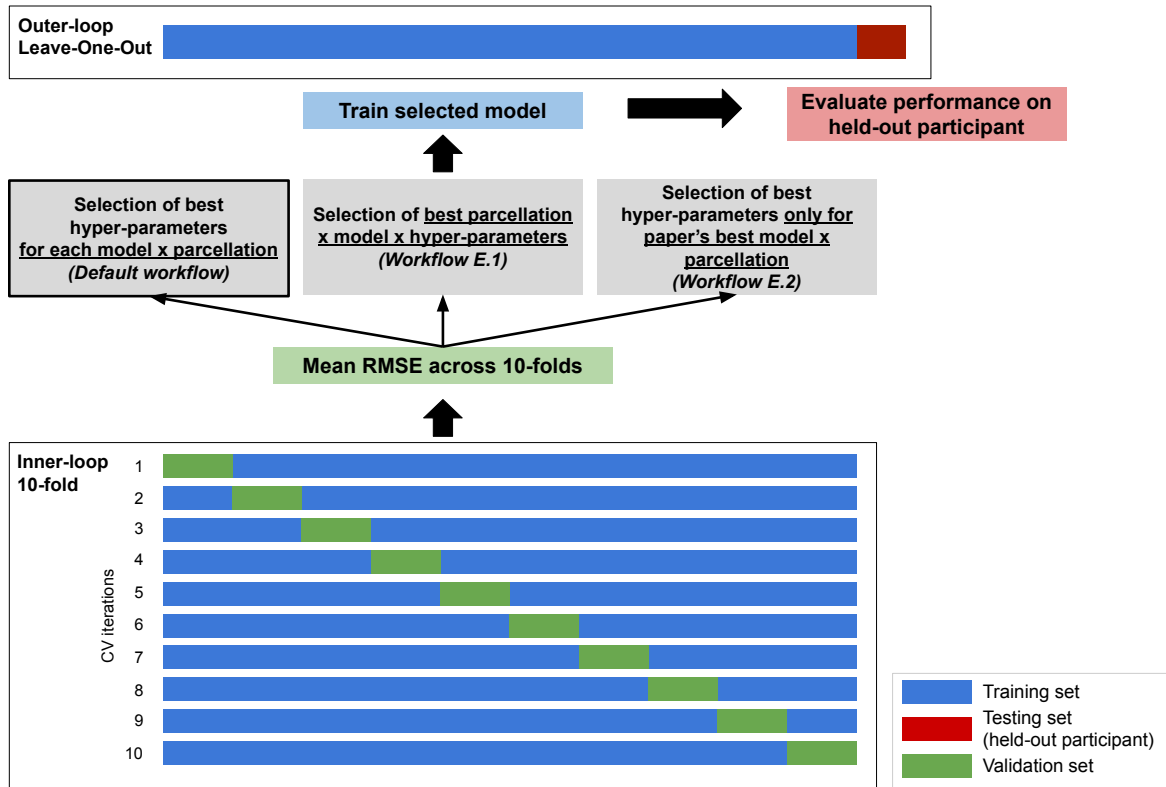 Outer-loop
Leave-One-Out
Train selected model
Evaluate performance on
held-out participant
Selection of best
hyper-parameters
for each model x parcellation
(Default workflow)
Selection of best parcellation
x model x hyper-parameters
(Workflow E.1)
Selection of best
hyper-parameters only for
paper's best model x
parcellation
(Workflow E.2)
Mean RMSE across 10-folds
Inner-loop
10-fold
CV iterations
1
2
3
4
5
6
7
8
9
10
Training set
Testing set
(held-out participant)
Validation set